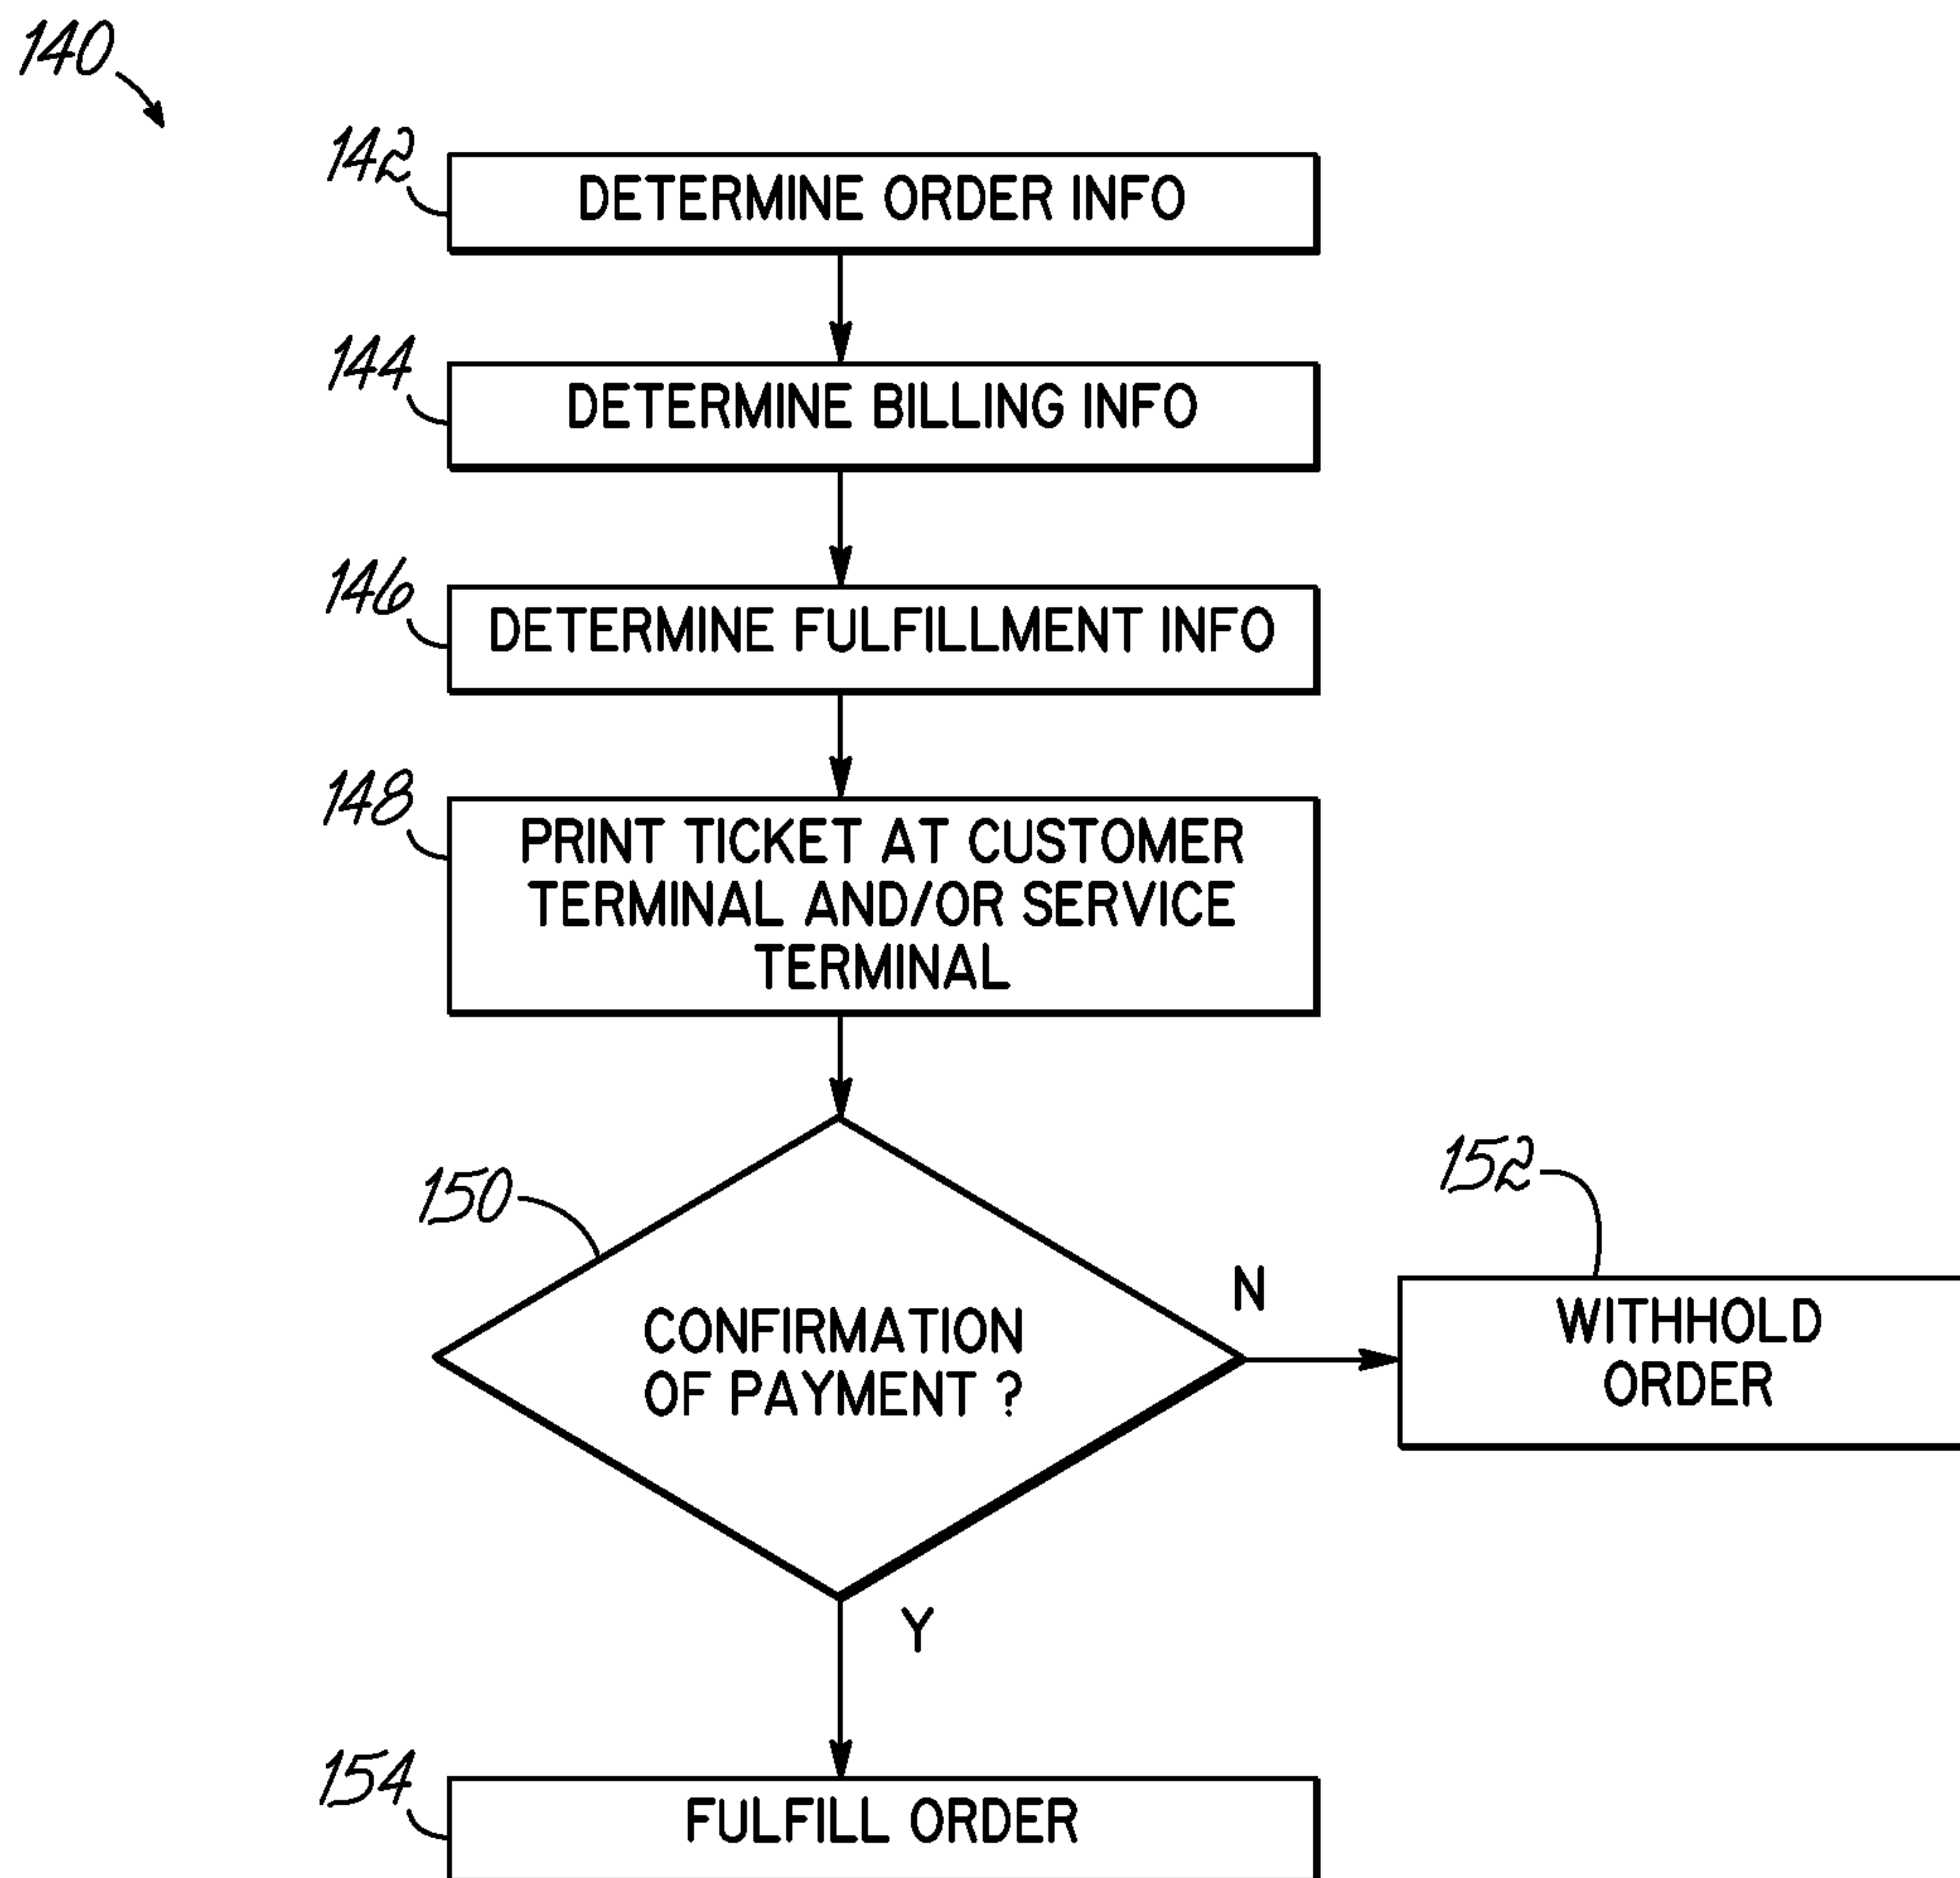 140
142
DETERMINE ORDER INFO
144
DETERMINE BILLING INFO
146
DETERMINE FULFILLMENT INFO
148
PRINT TICKET AT CUSTOMER
TERMINAL AND/OR SERVICE
TERMINAL
150
CONFIRMATION
OF PAYMENT ?
N
152
WITHHOLD
ORDER
Y
154
FULFILL ORDER